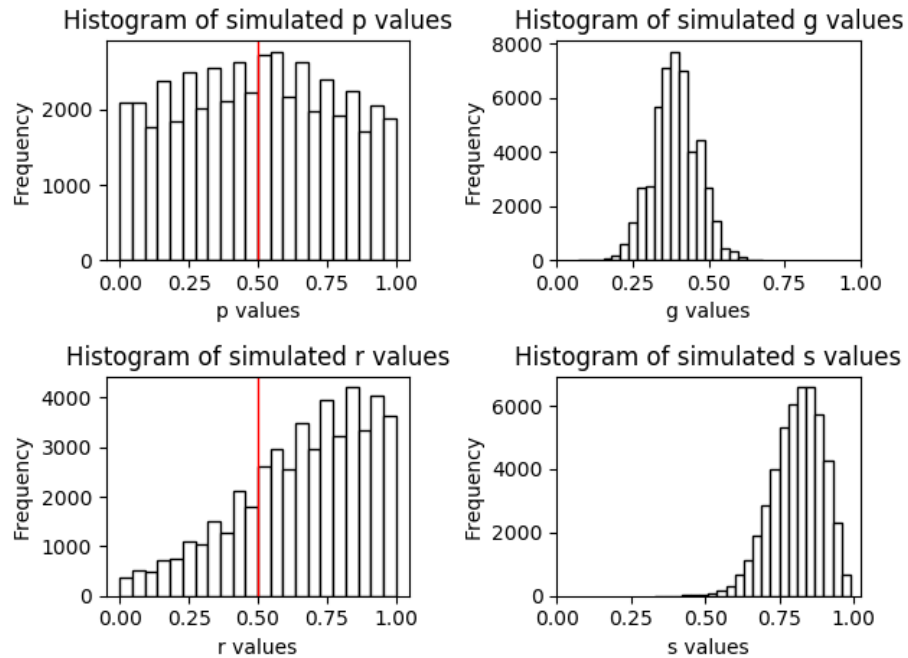 Histogram of simulated p values
Frequency
2000
1000
0
0.00 0.25 0.50 0.75 1.00
p values
Histogram of simulated g values
Frequency
8000
6000
4000
2000
0
0.00 0.25 0.50 0.75 1.00
g values
Histogram of simulated r values
Frequency
4000
3000
2000
1000
0
0.00 0.25 0.50 0.75 1.00
r values
Histogram of simulated s values
Frequency
6000
4000
2000
0
0.00 0.25 0.50 0.75 1.00
s values